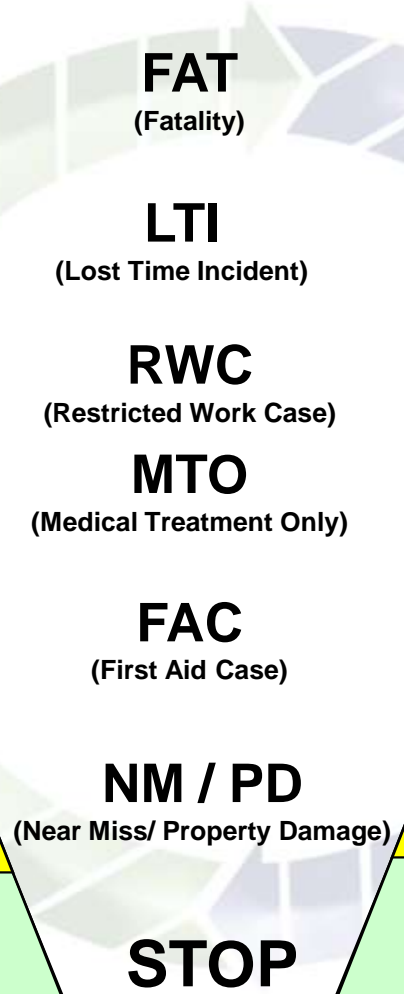 FAT
(Fatality)
LTI
(Lost Time Incident)
RWC
(Restricted Work Case)
MTO
(Medical Treatment Only)
FAC
(First Aid Case)
NM / PD
(Near Miss/ Property Damage)
STOP